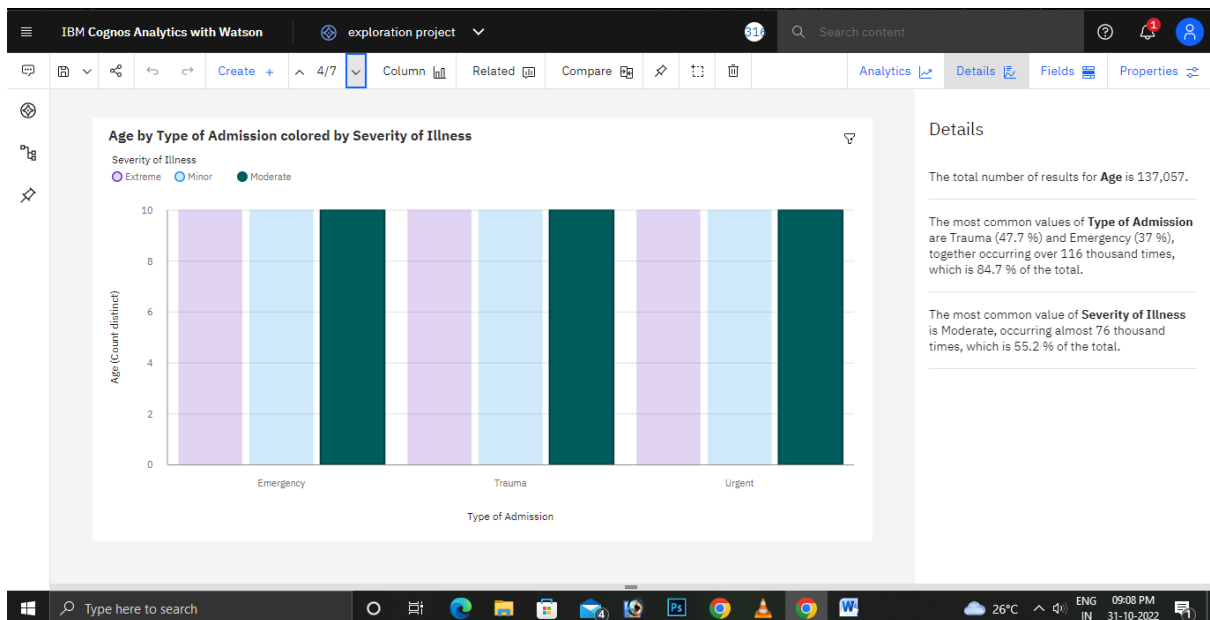 IBM Cognos Analytics with Watson
exploration project
316
Search content
1
Create +
4/7
Column
Related
Compare
Analytics
Details
Fields
Properties
Age by Type of Admission colored by Severity of Illness
Severity of Illness
Extreme
Minor
Moderate
10
8
6
4
2
0
Age (Count distinct)
Emergency
Trauma
Urgent
Type of Admission
Details
The total number of results for Age is 137,057.
The most common values of Type of Admission
are Trauma (47.7 %) and Emergency (37 %),
together occurring over 116 thousand times,
which is 84.7 % of the total.
The most common value of Severity of Illness
is Moderate, occurring almost 76 thousand
times, which is 55.2 % of the total.
Type here to search
4
Ps
W
26°C
ENG
IN
09:08 PM
31-10-2022
1